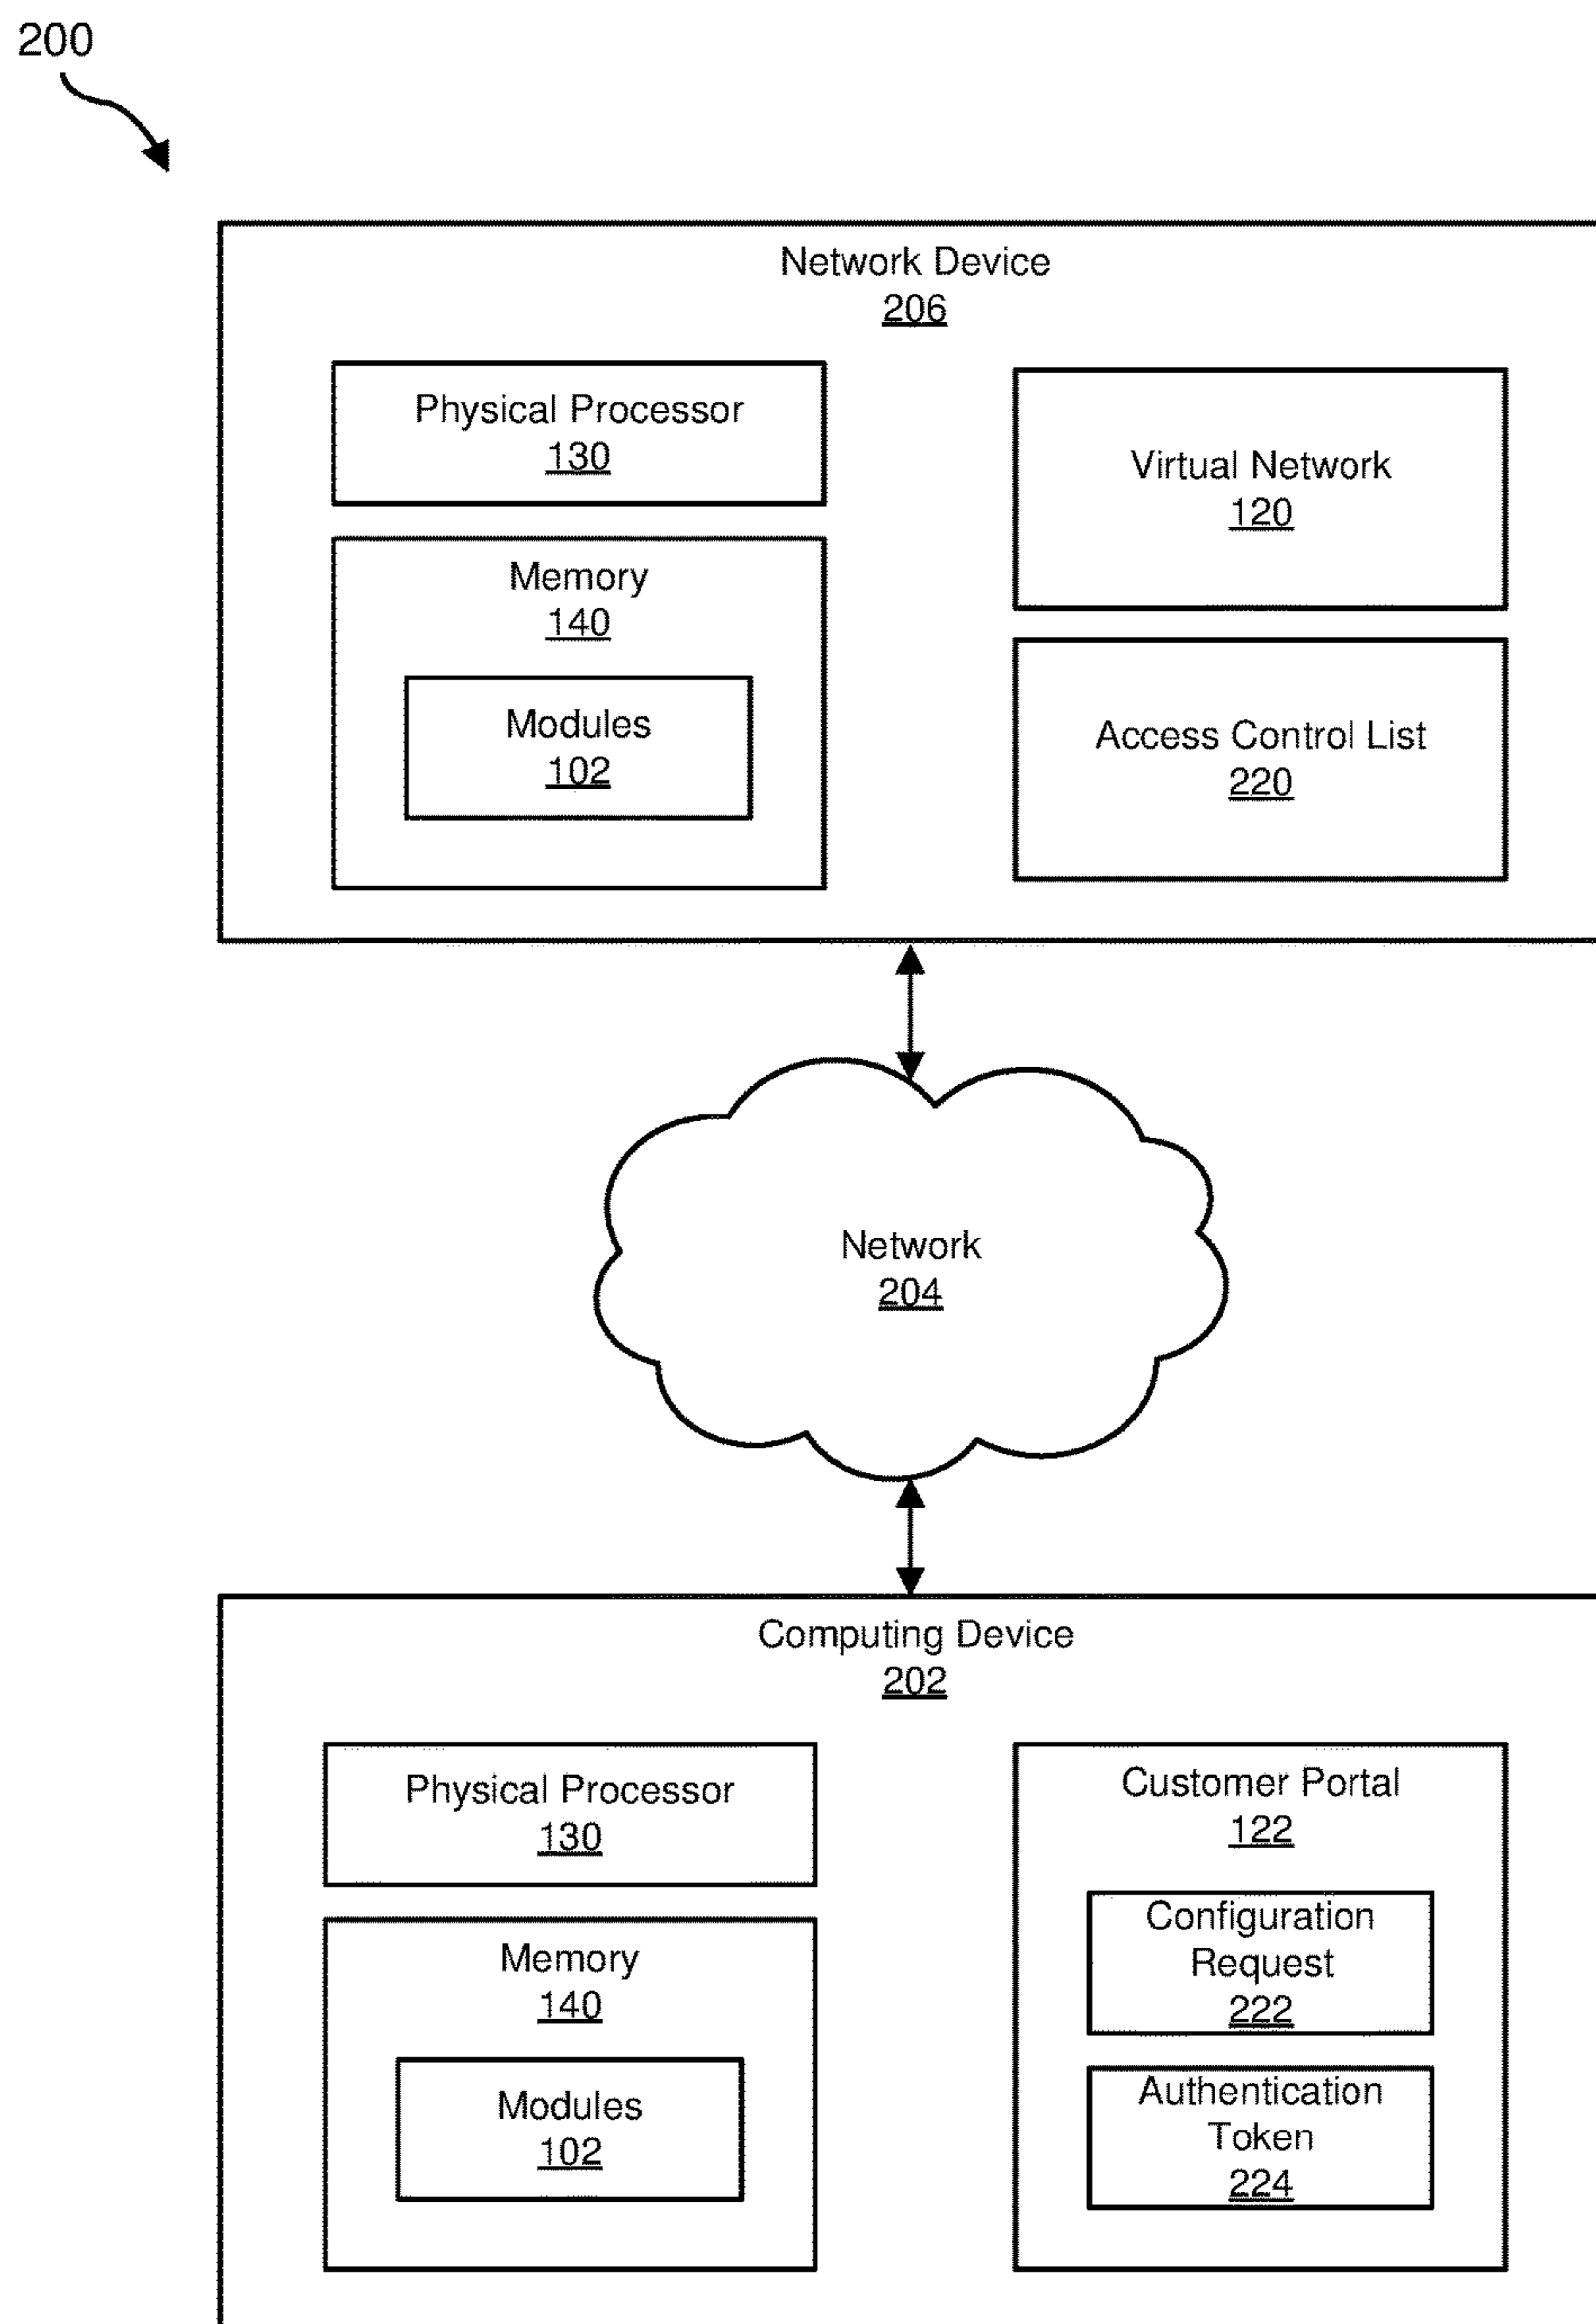 200
Network Device
206
Physical Processor
130
Memory
140
Modules
102
Virtual Network
120
Access Control List
220
Network
204
Computing Device
202
Physical Processor
130
Memory
140
Modules
102
Customer Portal
122
Configuration
Request
222
Authentication
Token
224